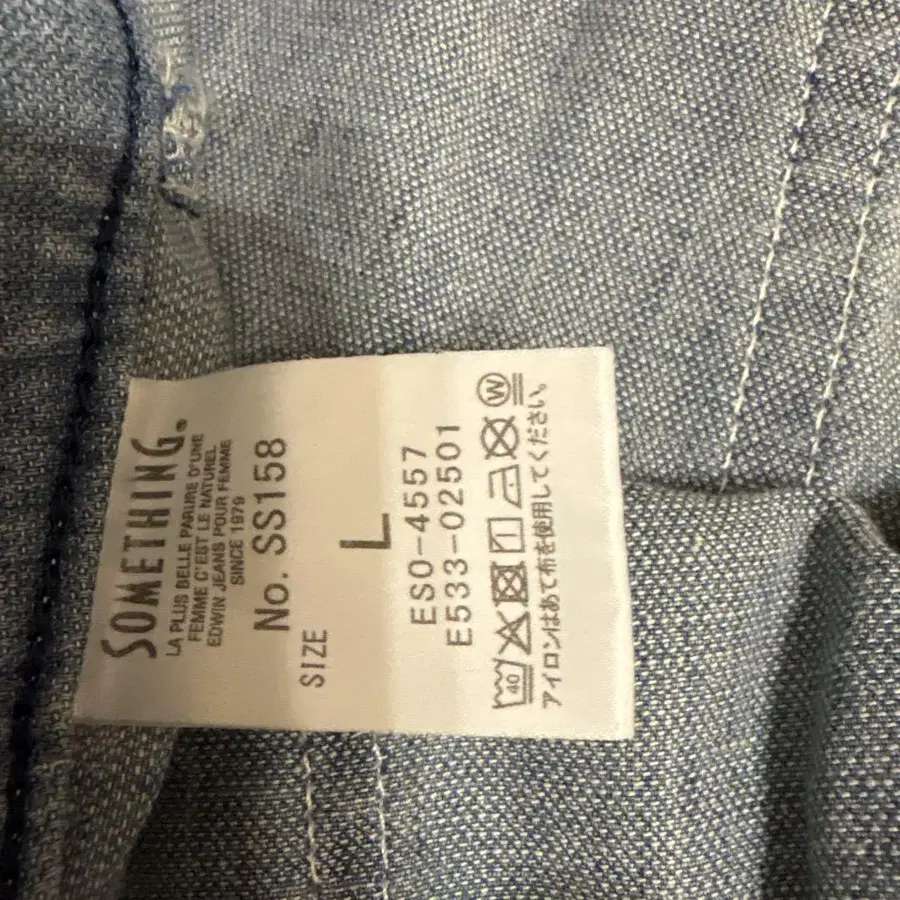 SOMETHING®
LA PLUS BELLE PARURE D'UNE
FEMME C'EST LE NATUREL
EDWIN JEANS POUR FEMME
SINCE 1979
No. SS158
SIZE
L
ESO-4557
E533-02501
40 W
アイロンはあて布を使用してください。